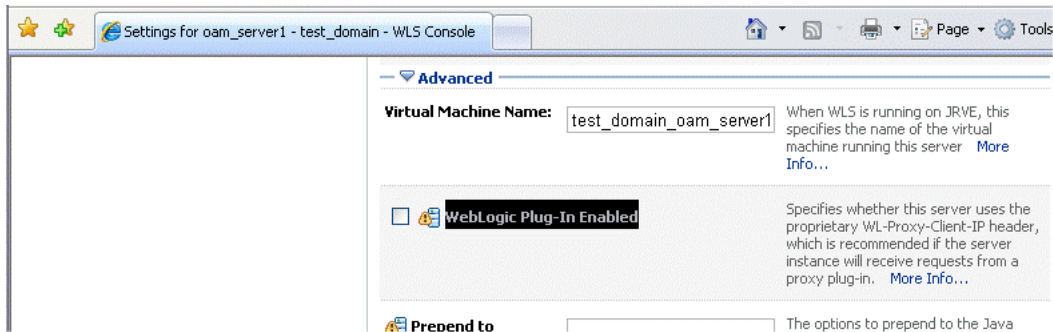 Settings for oam_server1 - test_domain - WLS Console
Page
Tools
Advanced
Virtual Machine Name:
test_domain_oam_server1
When WLS is running on JRVE, this
specifies the name of the virtual
machine running this server More
Info...
WebLogic Plug-In Enabled
Specifies whether this server uses the
proprietary WL-Proxy-Client-IP header,
which is recommended if the server
instance will receive requests from a
proxy plug-in. More Info...
Prepend to
The options to prepend to the Java